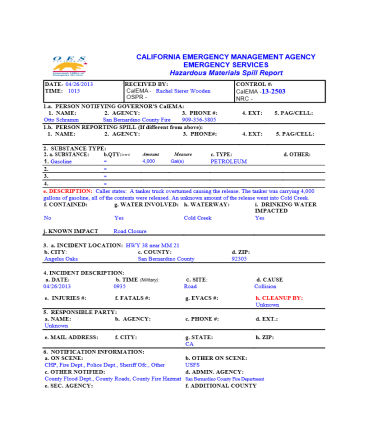 O E S
CALIFORNIA EMERGENCY MANAGEMENT AGENCY
EMERGENCY SERVICES
Hazardous Materials Spill Report
DATE: 04/26/2013 RECEIVED BY: CONTROL #:
TIME: 1015 CalEMA - Rachel Sierer Wooden CalEMA -13-2503
OSPR - NRC -
1.a. PERSON NOTIFYING GOVERNOR'S CalEMA:
1. NAME: 2. AGENCY: 3. PHONE#: 4. EXT: 5. PAG/CELL:
Otto Schramm San Bernardino County Fire 909-356-3805
1.b. PERSON REPORTING SPILL (If different from above):
1. NAME: 2. AGENCY: 3. PHONE#: 4. EXT: 5. PAG/CELL:
2. SUBSTANCE TYPE:
2. a. SUBSTANCE: b.QTY:>=< Amount Measure c. TYPE: d. OTHER:
1. Gasoline = 4,000 Gal(s) PETROLEUM
2. =
3. =
4. =
e. DESCRIPTION: Caller states: A tanker truck overturned causing the release. The tanker was carrying 4,000
gallons of gasoline, all of the contents were released. An unknown amount of the release went into Cold Creek
f. CONTAINED: g. WATER INVOLVED: h. WATERWAY: i. DRINKING WATER
IMPACTED
No Yes Cold Creek Yes
j. KNOWN IMPACT Road Closure
3. a. INCIDENT LOCATION: HWY 38 near MM 21
b. CITY: c. COUNTY: d. ZIP:
Angelus Oaks San Bernardino County 92305
4. INCIDENT DESCRIPTION:
a. DATE: b. TIME (Military): c. SITE: d. CAUSE
04/26/2013 0935 Road Collision
e. INJURIES #: f. FATALS #: g. EVACS #: h. CLEANUP BY:
Unknown
5. RESPONSIBLE PARTY:
a. NAME: b. AGENCY: c. PHONE #: d. EXT.:
Unknown
e. MAIL ADDRESS: f. CITY: g. STATE: h. ZIP:
CA
6. NOTIFICATION INFORMATION:
a. ON SCENE: b. OTHER ON SCENE:
CHP, Fire Dept., Police Dept., Sheriff Ofc., Other USFS
c. OTHER NOTIFIED: d. ADMIN. AGENCY:
County Flood Dept., County Roads, County Fire Hazmat San Bernardino County Fire Department
e. SEC. AGENCY: f. ADDITIONAL COUNTY